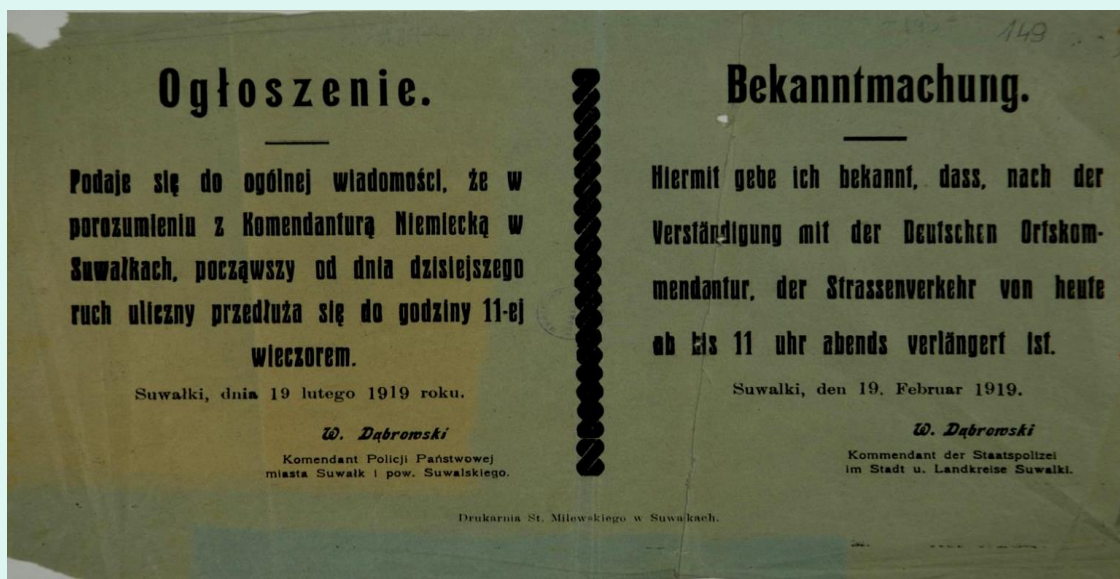 149
Ogłoszenie.
Podaje się do ogólnej wiadomości, że w
porozumieniu z Komendanturą Niemiecką w
Suwałkach, począwszy od dnia dzisiejszego
ruch uliczny przedłuża się do godziny 11-ej
wieczorem.
Suwałki, dnia 19 lutego 1919 roku.
W. Dąbrowski
Komendant Policji Państwowej
miasta Suwałk i pow. Suwalskiego.
Bekanntmachung.
Hiermit gebe ich bekannt, dass, nach der
Verständigung mit der Deutschen Ortskom-
mendantur, der Strassenverkehr von heute
ab bis 11 uhr abends verlängert ist.
Suwalki, den 19. Februar 1919.
W. Dąbrowski
Kommendant der Staatspolizei
im Stadt u. Landkreise Suwalki.
Drukarnia St. Milewskiego w Suwałkach.